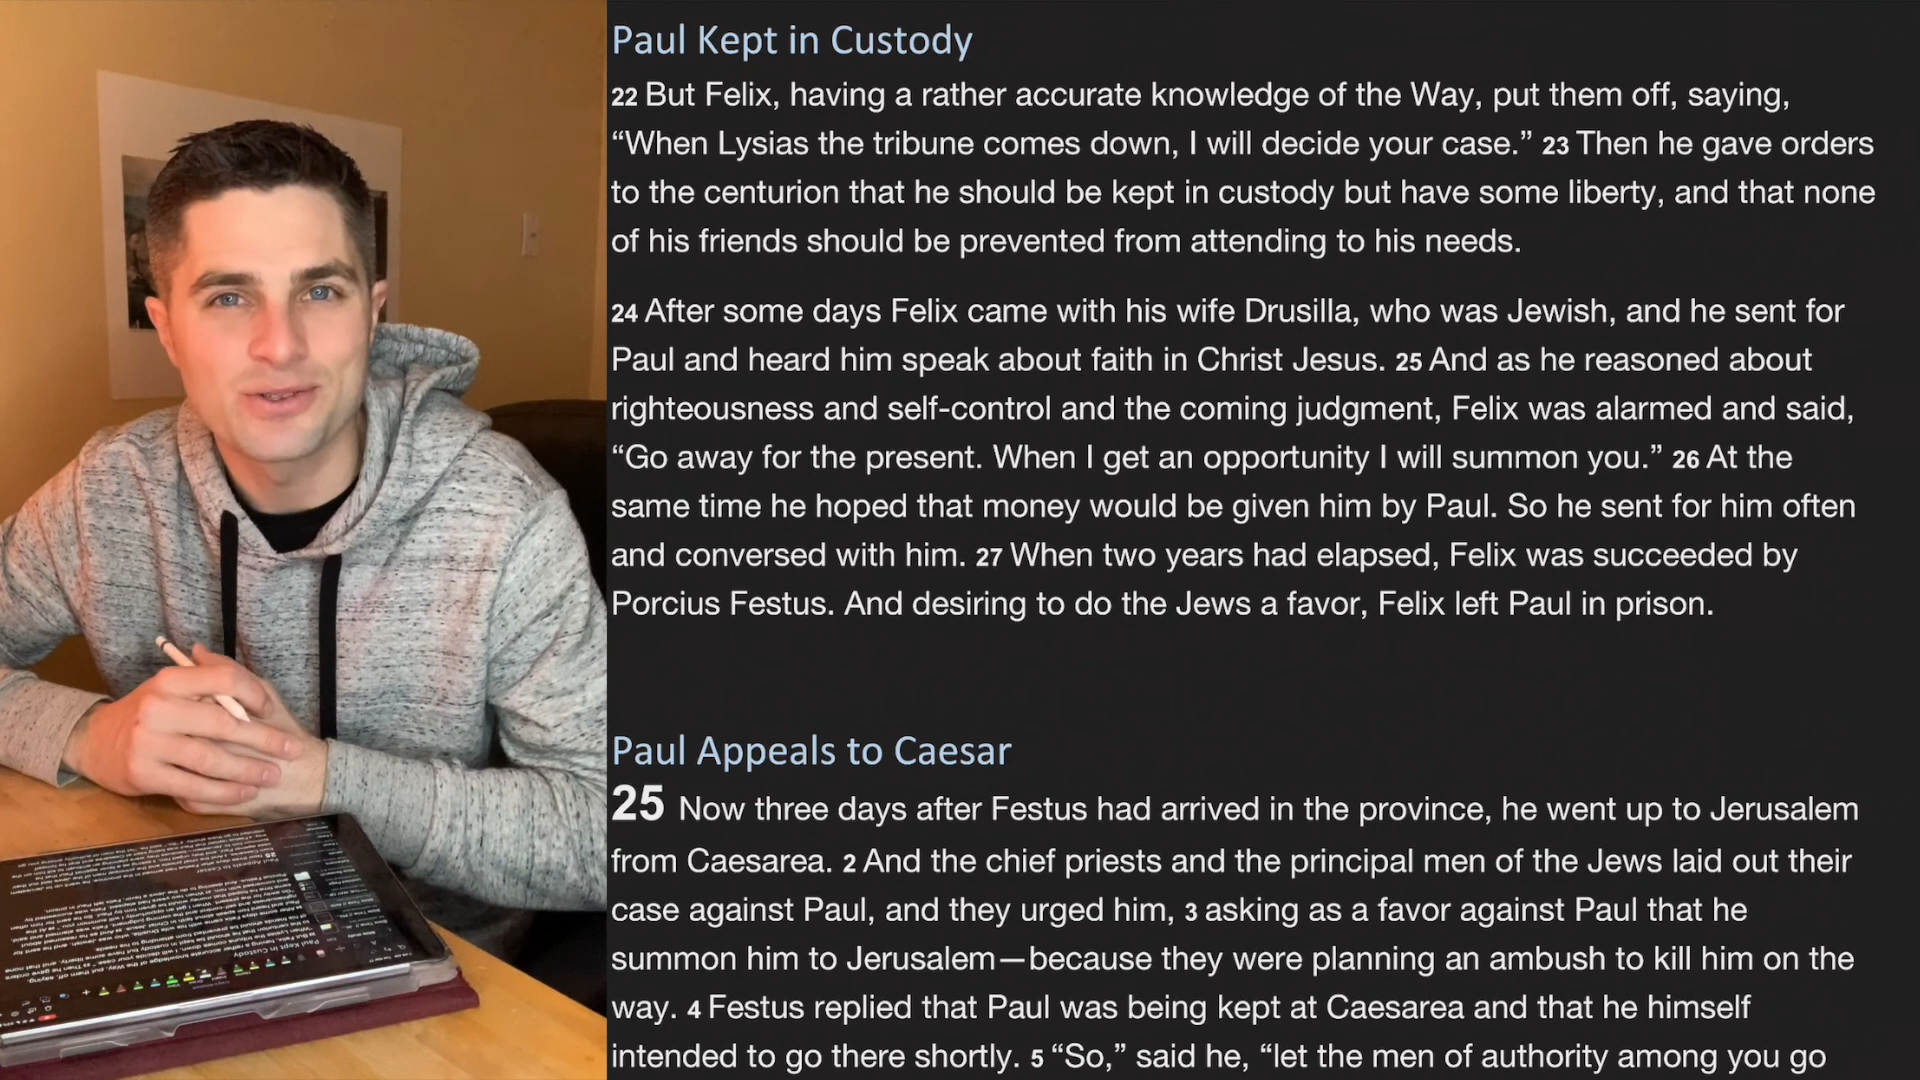 Paul Kept in Custody
22 But Felix, having a rather accurate knowledge of the Way, put them off, saying,
“When Lysias the tribune comes down, I will decide your case.” 23 Then he gave orders
to the centurion that he should be kept in custody but have some liberty, and that none
of his friends should be prevented from attending to his needs.
24 After some days Felix came with his wife Drusilla, who was Jewish, and he sent for
Paul and heard him speak about faith in Christ Jesus. 25 And as he reasoned about
righteousness and self-control and the coming judgment, Felix was alarmed and said,
“Go away for the present. When I get an opportunity I will summon you.” 26 At the
same time he hoped that money would be given him by Paul. So he sent for him often
and conversed with him. 27 When two years had elapsed, Felix was succeeded by
Porcius Festus. And desiring to do the Jews a favor, Felix left Paul in prison.
Paul Appeals to Caesar
25 Now three days after Festus had arrived in the province, he went up to Jerusalem
from Caesarea. 2 And the chief priests and the principal men of the Jews laid out their
case against Paul, and they urged him, 3 asking as a favor against Paul that he
summon him to Jerusalem—because they were planning an ambush to kill him on the
way. 4 Festus replied that Paul was being kept at Caesarea and that he himself
intended to go there shortly. 5 “So,” said he, “let the men of authority among you go